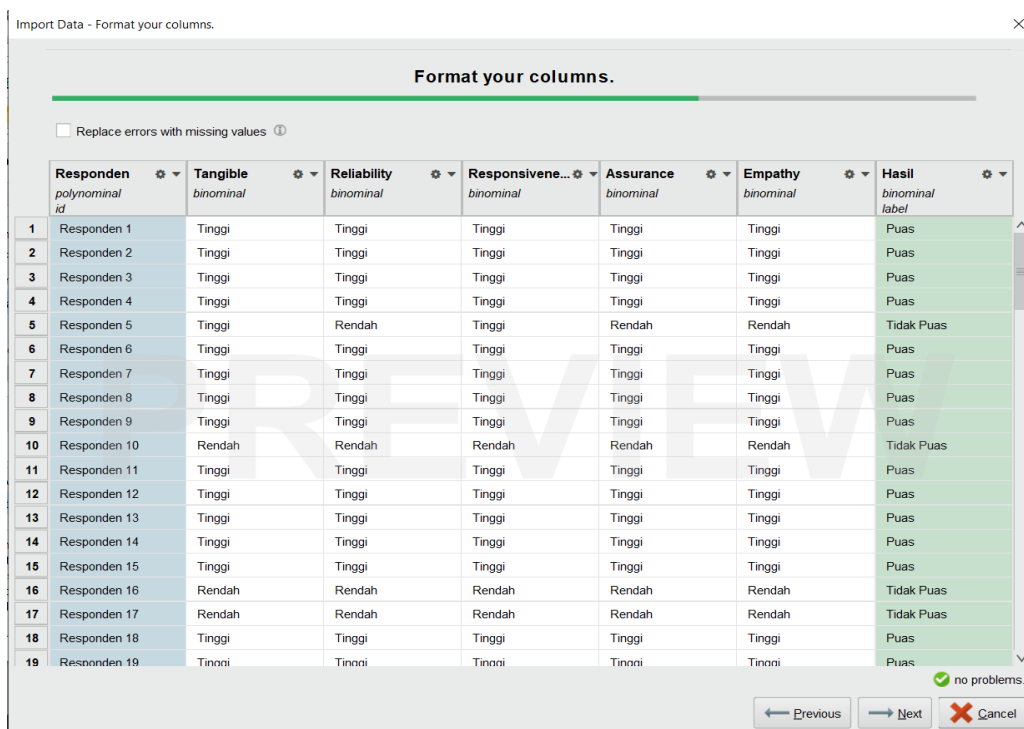 Import Data - Format your columns.
Format your columns.
Replace errors with missing values
Responden Tangible Reliability Responsivene... Assurance Empathy Hasil
polynominal binominal binominal binominal binominal binominal binominal
id label
1 Responden 1 Tinggi Tinggi Tinggi Tinggi Tinggi Puas
2 Responden 2 Tinggi Tinggi Tinggi Tinggi Tinggi Puas
3 Responden 3 Tinggi Tinggi Tinggi Tinggi Tinggi Puas
4 Responden 4 Tinggi Tinggi Tinggi Tinggi Tinggi Puas
5 Responden 5 Tinggi Rendah Tinggi Rendah Rendah Tidak Puas
6 Responden 6 Tinggi Tinggi Tinggi Tinggi Tinggi Puas
7 Responden 7 Tinggi Tinggi Tinggi Tinggi Tinggi Puas
8 Responden 8 Tinggi Tinggi Tinggi Tinggi Tinggi Puas
9 Responden 9 Tinggi Tinggi Tinggi Tinggi Tinggi Puas
10 Responden 10 Rendah Rendah Rendah Rendah Rendah Tidak Puas
11 Responden 11 Tinggi Tinggi Tinggi Tinggi Tinggi Puas
12 Responden 12 Tinggi Tinggi Tinggi Tinggi Tinggi Puas
13 Responden 13 Tinggi Tinggi Tinggi Tinggi Tinggi Puas
14 Responden 14 Tinggi Tinggi Tinggi Tinggi Tinggi Puas
15 Responden 15 Tinggi Tinggi Tinggi Tinggi Tinggi Puas
16 Responden 16 Rendah Rendah Rendah Rendah Rendah Tidak Puas
17 Responden 17 Rendah Rendah Rendah Rendah Rendah Tidak Puas
18 Responden 18 Tinggi Tinggi Tinggi Tinggi Tinggi Puas
19 Responden 19 Tinggi Tinggi Tinggi Tinggi Tinggi Puas
PREVIEW
no problems.
Previous Next Cancel